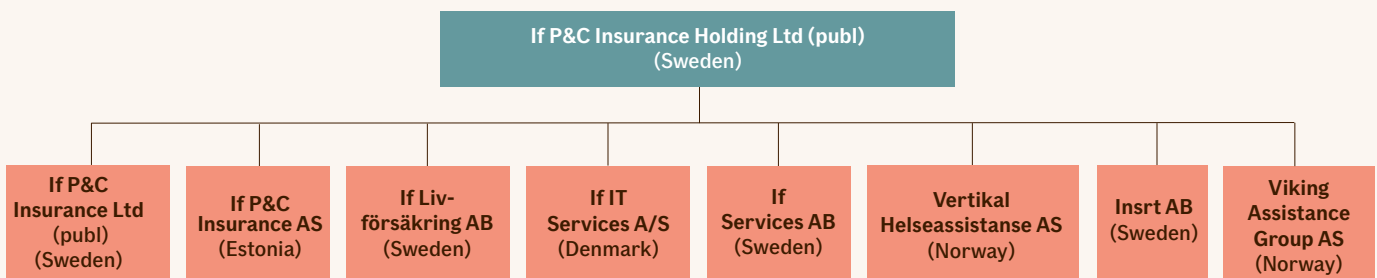 If P&C Insurance Holding Ltd (publ)
(Sweden)
If P&C
Insurance Ltd
(publ)
(Sweden)
If P&C
Insurance AS
(Estonia)
If Liv-
försäkring AB
(Sweden)
If IT
Services A/S
(Denmark)
If
Services AB
(Sweden)
Vertikal
Helseassistanse AS
(Norway)
Insrt AB
(Sweden)
Viking
Assistance
Group AS
(Norway)